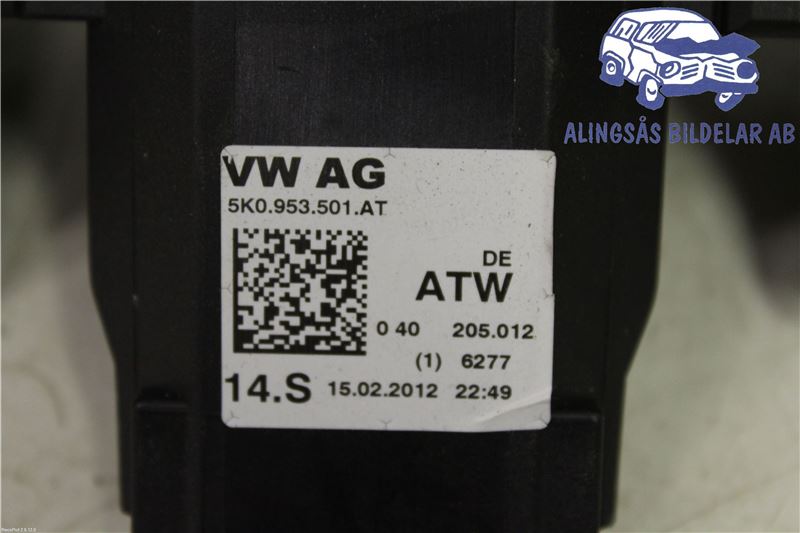 ALINGSÅS BILDELAR AB
VW AG
5K0.953.501.AT
DE
ATW
0 40 205.012
(1) 6277
14.S 15.02.2012 22:49